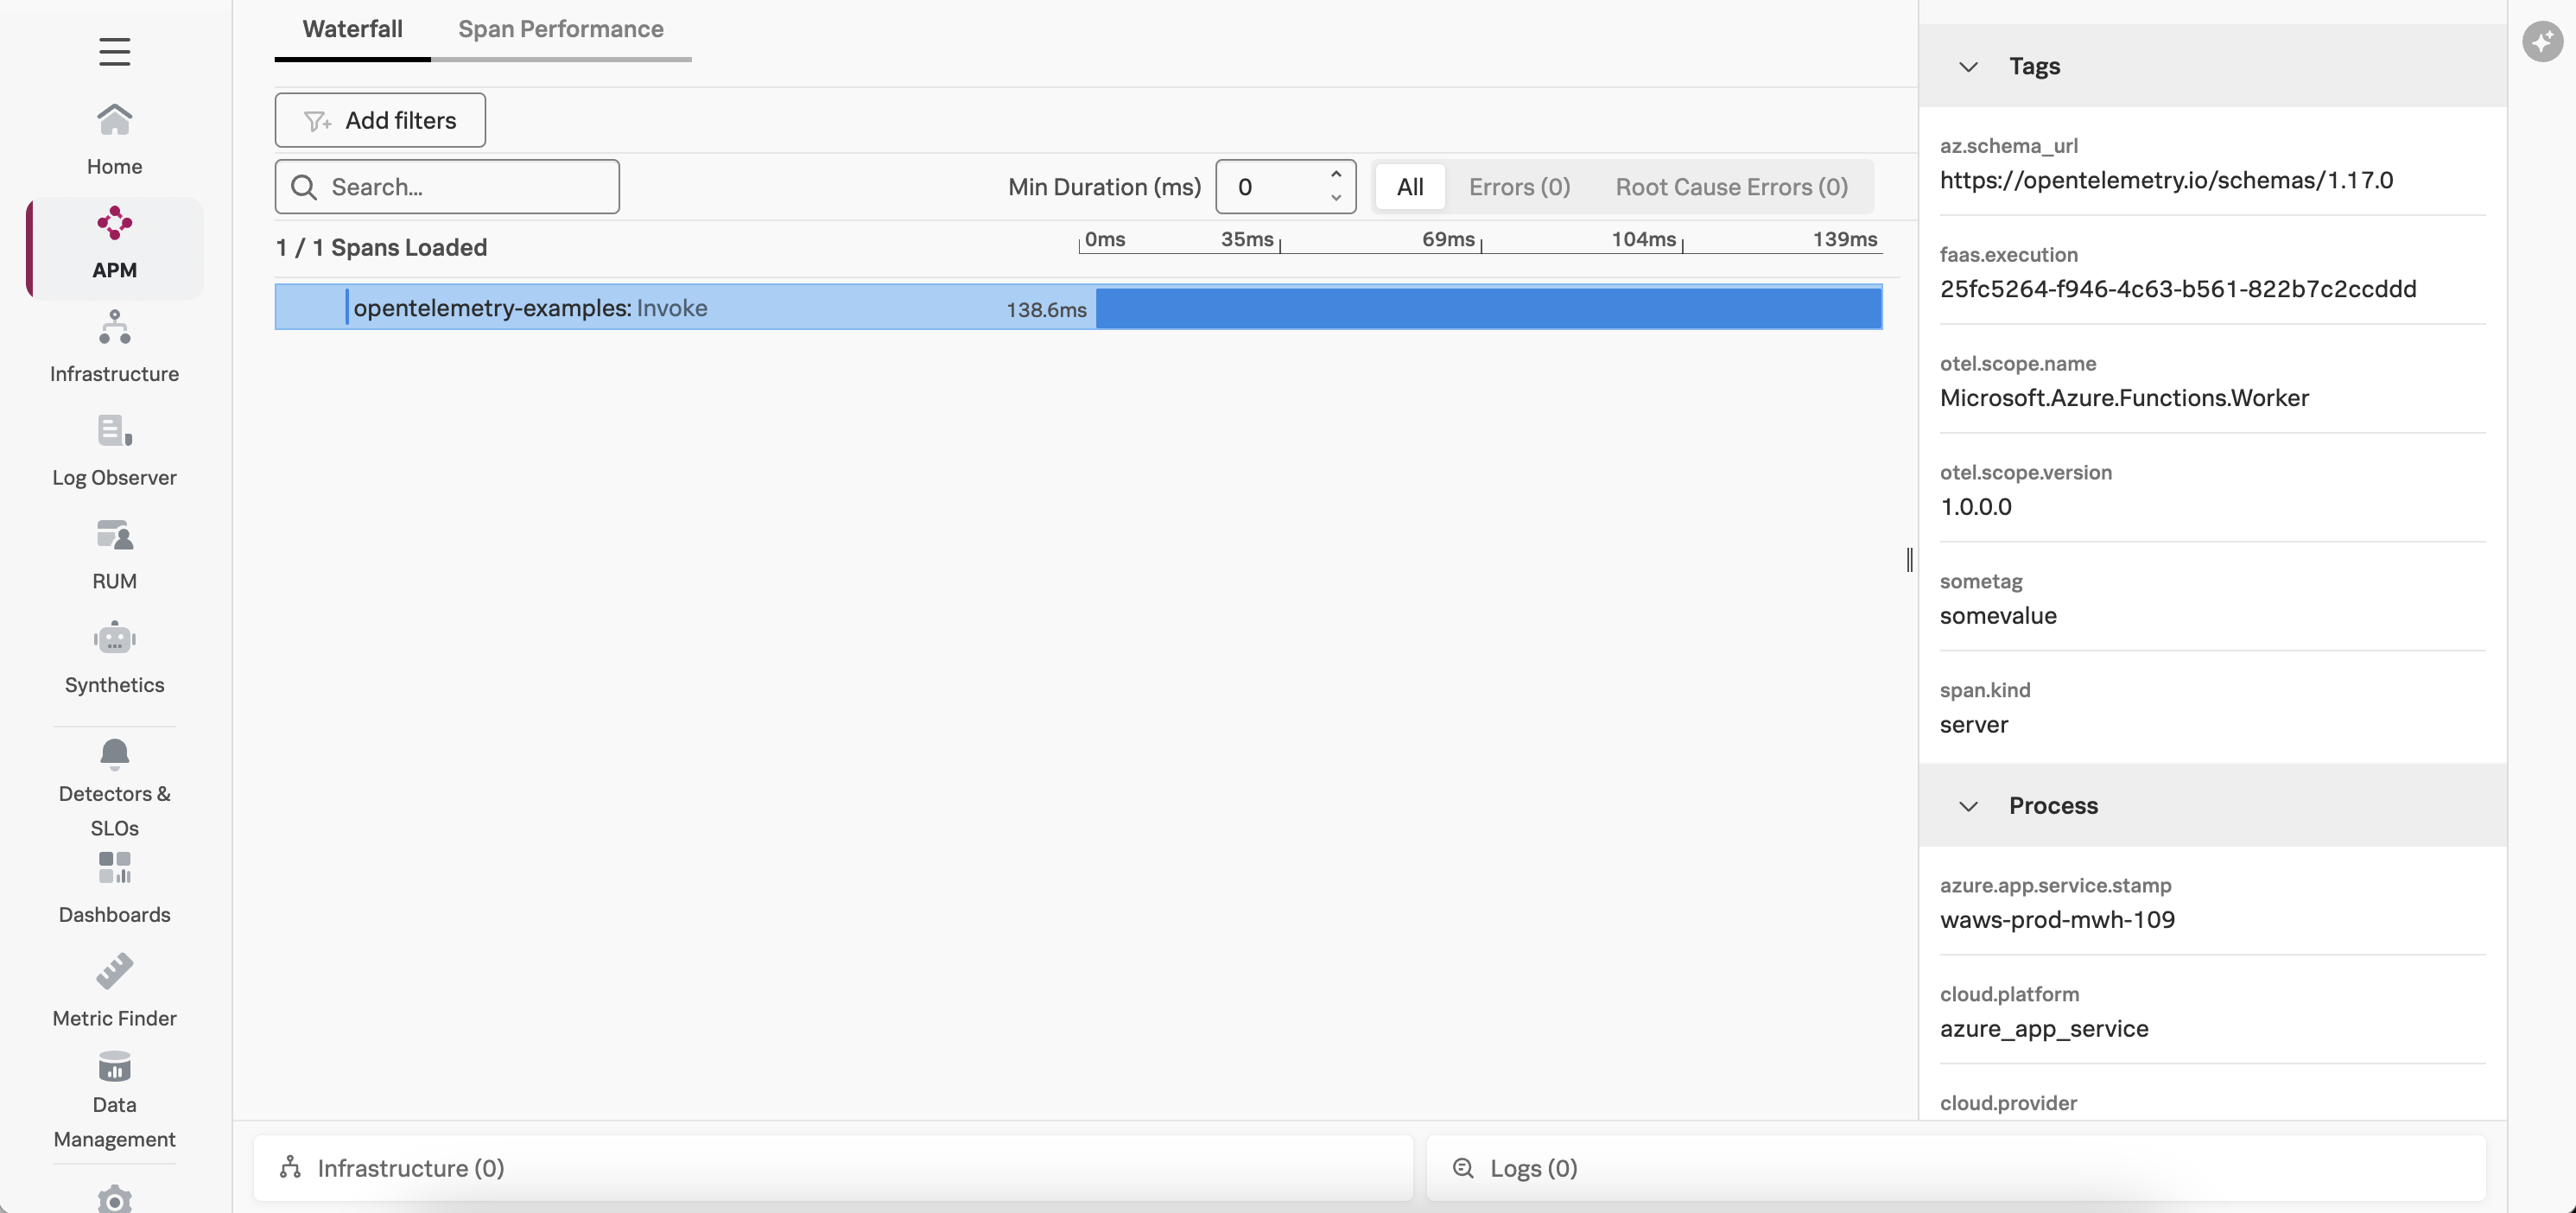 Home
APM
Infrastructure
Log Observer
RUM
Synthetics
Detectors &
SLOs
Dashboards
Metric Finder
Data
Management
Waterfall
Span Performance
Add filters
Search...
Min Duration (ms)
0
All
Errors (0)
Root Cause Errors (0)
1 / 1 Spans Loaded
0ms
35ms
69ms
104ms
139ms
opentelemetry-examples: Invoke
138.6ms
Infrastructure (0)
Logs (0)
Tags
az.schema_url
https://opentelemetry.io/schemas/1.17.0
faas.execution
25fc5264-f946-4c63-b561-822b7c2ccddd
otel.scope.name
Microsoft.Azure.Functions.Worker
otel.scope.version
1.0.0.0
sometag
somevalue
span.kind
server
Process
azure.app.service.stamp
waws-prod-mwh-109
cloud.platform
azure_app_service
cloud.provider